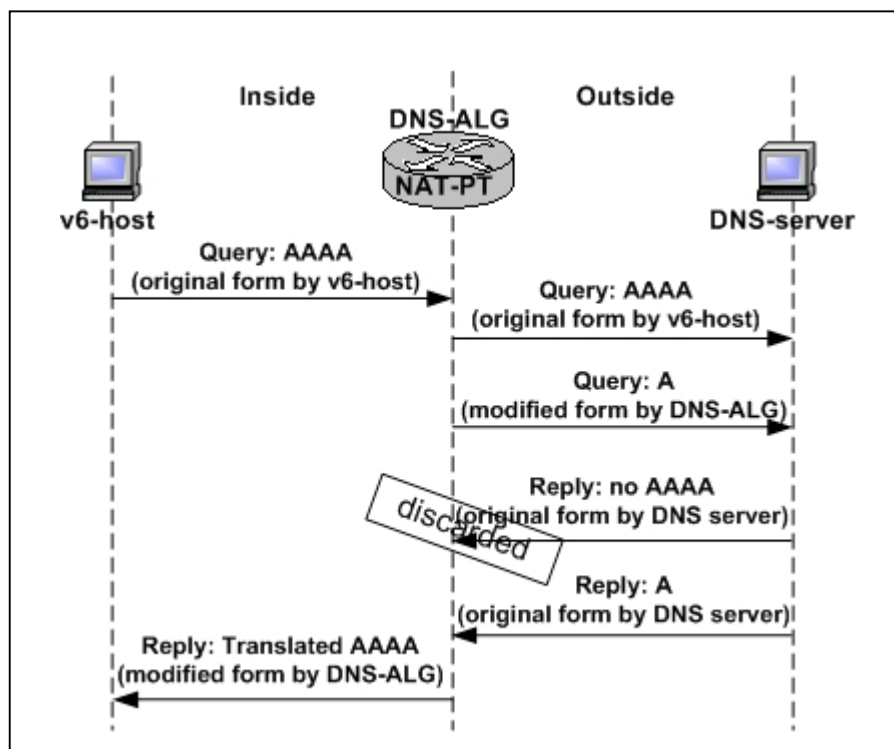 Inside
Outside
DNS-ALG
NAT-PT
v6-host
DNS-server
Query: AAAA
(original form by v6-host)
Query: AAAA
(original form by v6-host)
Query: A
(modified form by DNS-ALG)
Reply: no AAAA
(original form by DNS server)
discarded
Reply: A
(original form by DNS server)
Reply: Translated AAAA
(modified form by DNS-ALG)